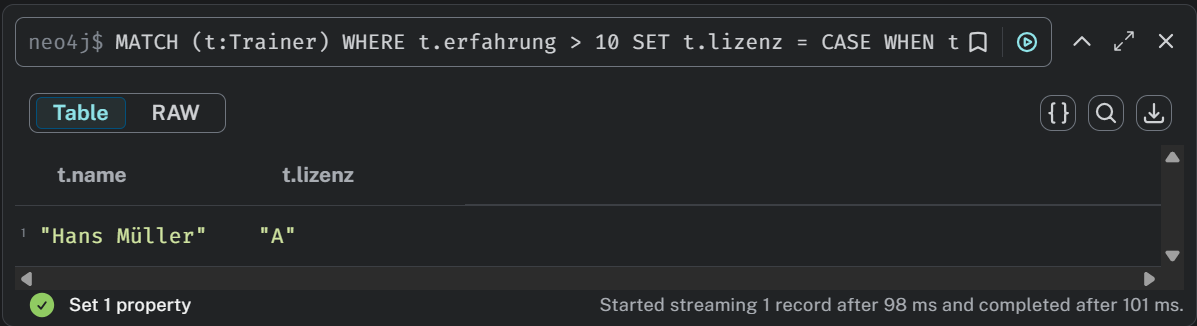 neo4j$ MATCH (t:Trainer) WHERE t.erfahrung > 10 SET t.lizenz = CASE WHEN t
Table RAW
{}
t.name t.lizenz
1 "Hans Müller" "A"
Set 1 property Started streaming 1 record after 98 ms and completed after 101 ms.